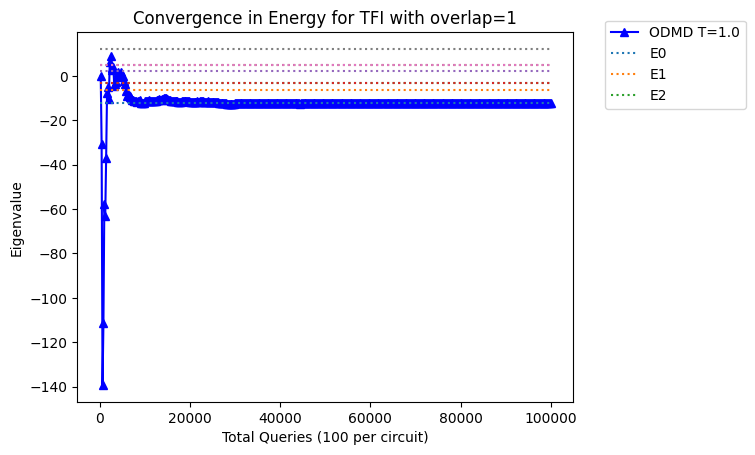 Convergence in Energy for TFI with overlap=1
ODMD T=1.0
E0
E1
E2
Eigenvalue
0
−20
−40
−60
−80
−100
−120
−140
0 20000 40000 60000 80000 100000
Total Queries (100 per circuit)